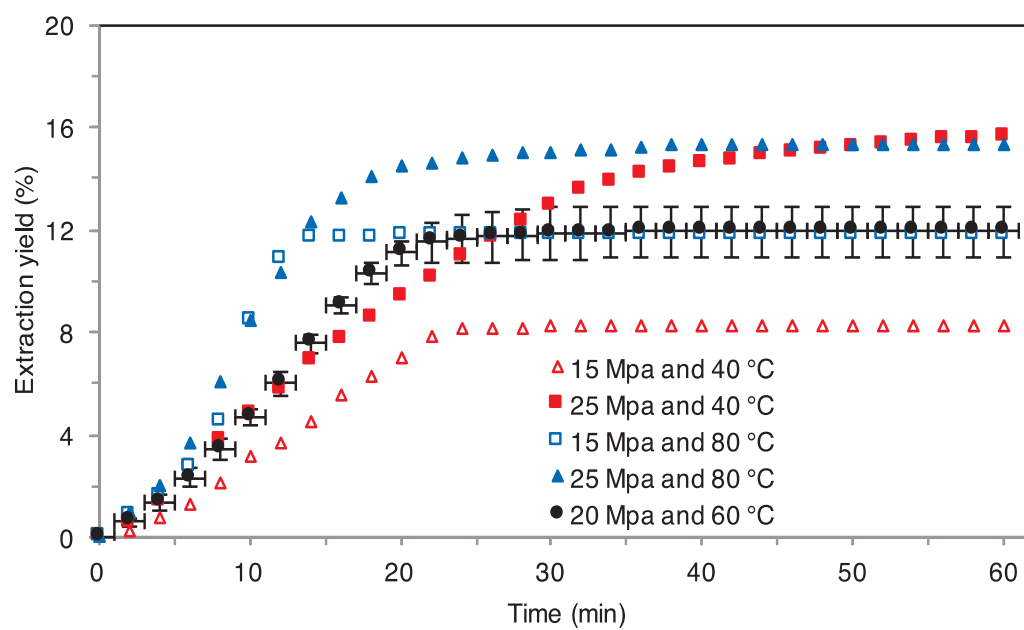 Extraction yield (%)
20
16
12
8
4
0
15 Mpa and 40 °C
25 Mpa and 40 °C
15 Mpa and 80 °C
25 Mpa and 80 °C
20 Mpa and 60 °C
0 10 20 30 40 50 60
Time (min)